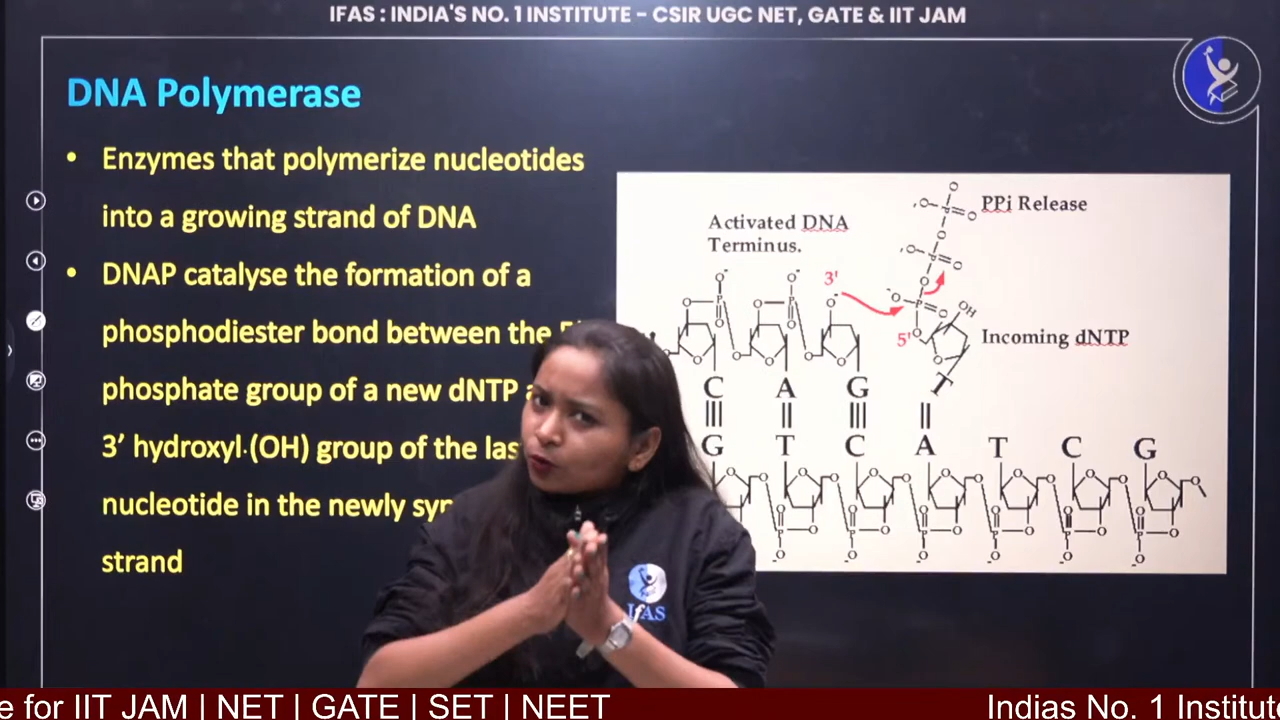 IFAS : INDIA'S NO. 1 INSTITUTE - CSIR UGC NET, GATE & IIT JAM
DNA Polymerase
• Enzymes that polymerize nucleotides
into a growing strand of DNA
• DNAP catalyse the formation of a
phosphodiester bond between the
phosphate group of a new dNTP
3' hydroxyl (OH) group of the
nucleotide in the newly
strand
PPi Release
Activated DNA
Terminus.
3'
OH
5'
Incoming dNTP
C A G T
G T C A T C G
IFAS
for IIT JAM | NET | GATE | SET | NEET
Indias No. 1